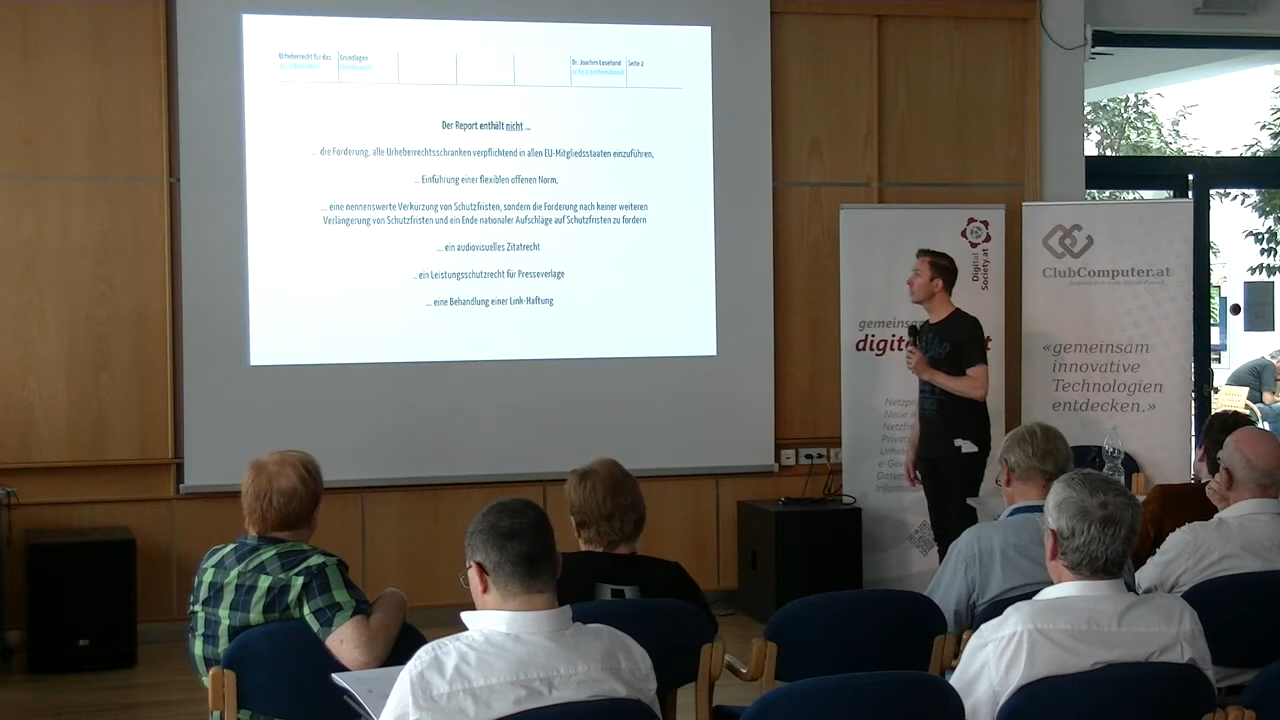 Urheberrecht für das
Grundlagen
Dr. Joachim Losehand
Seite 2
Der Report enthält nicht ...
... die Forderung, alle Urheberrechtsschranken verpflichtend in allen EU-Mitgliedsstaaten einzuführen,
... Einführung einer flexiblen offenen Norm,
... eine nennenswerte Verkürzung von Schutzfristen, sondern die Forderung nach keiner weiteren
Verlängerung von Schutzfristen und ein Ende nationaler Aufschläge auf Schutzfristen zu fordern
... ein audiovisuelles Zitatrecht
... ein Leistungsschutzrecht für Presseverlage
... eine Behandlung einer Link-Haftung
Digital
Society.at
gemeinsam
ClubComputer.at
«gemeinsam
innovative
Technologien
entdecken.»